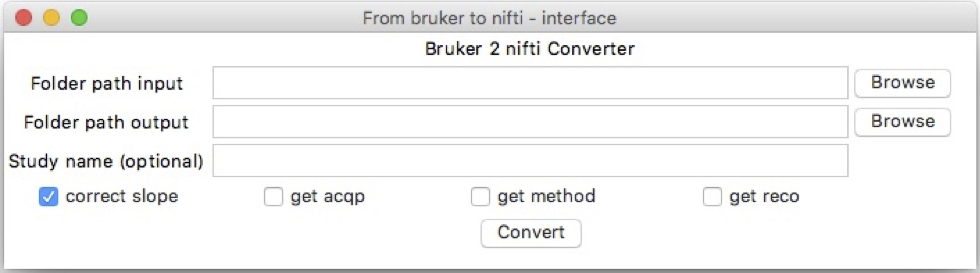 From bruker to nifti - interface
Bruker 2 nifti Converter
Folder path input Browse
Folder path output Browse
Study name (optional)
correct slope get acqp get method get reco
Convert